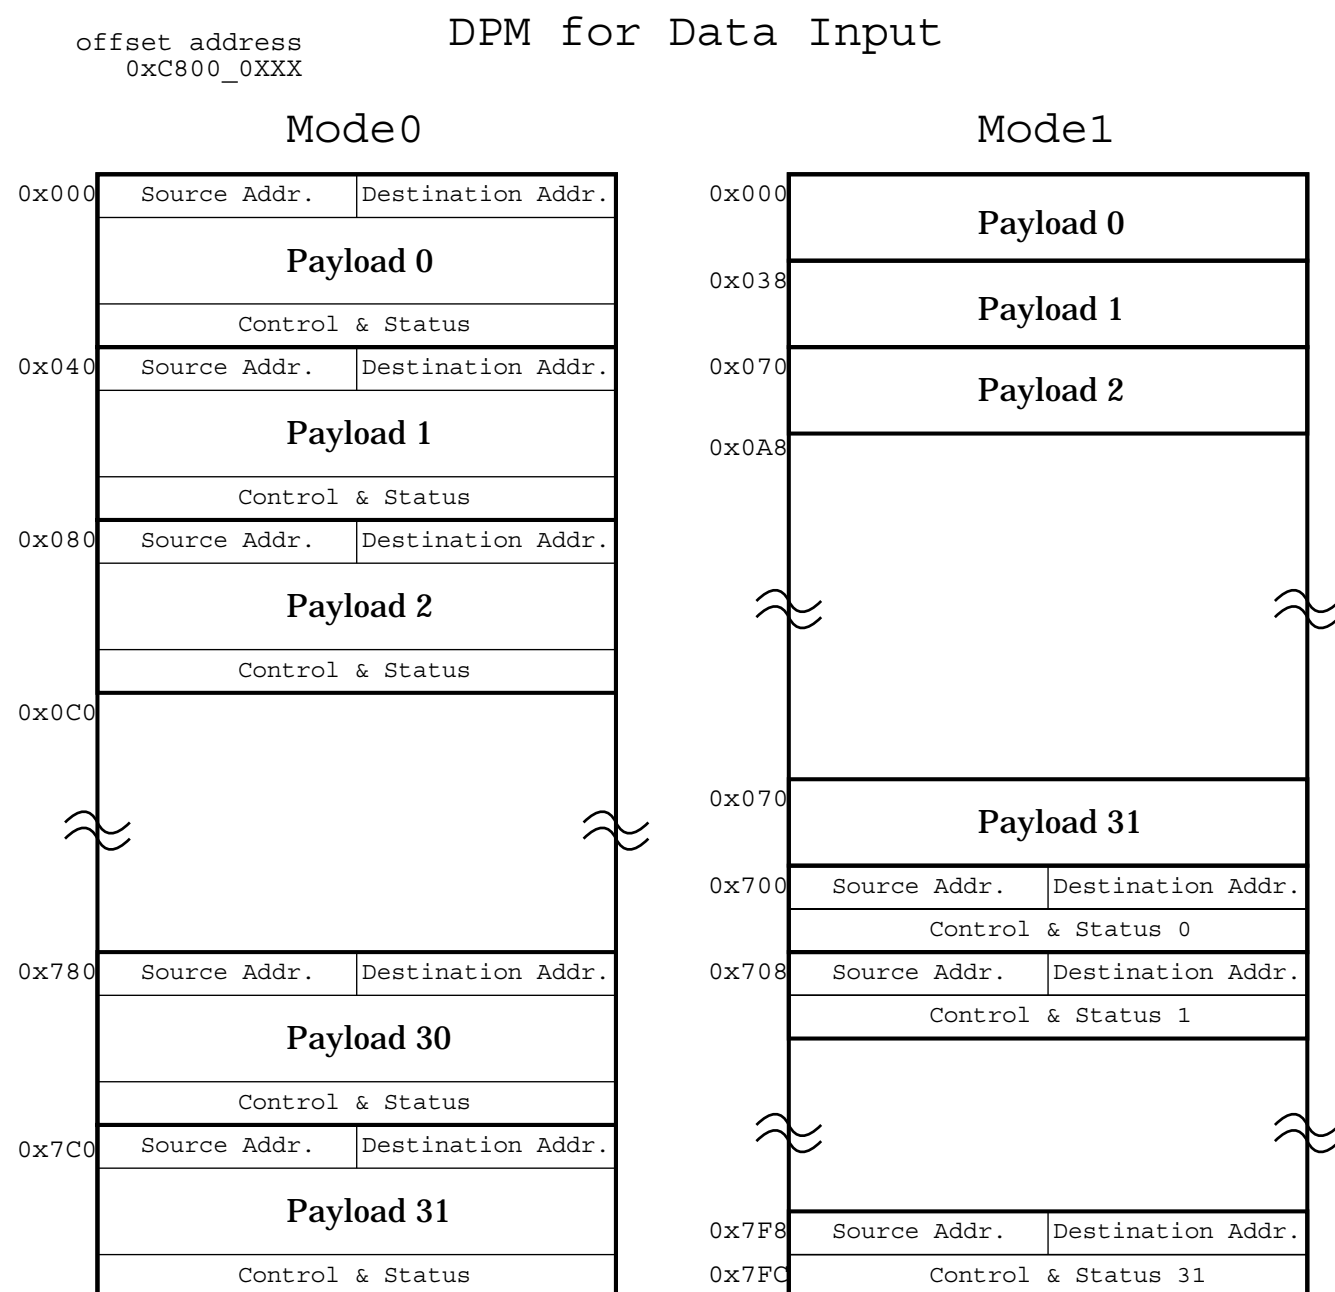 DPM for Data Input
offset address
0xC800_0XXX
Mode0
0x000 Source Addr. Destination Addr.
Payload 0
Control & Status
0x040 Source Addr. Destination Addr.
Payload 1
Control & Status
0x080 Source Addr. Destination Addr.
Payload 2
Control & Status
0x0C0
0x780 Source Addr. Destination Addr.
Payload 30
Control & Status
0x7C0 Source Addr. Destination Addr.
Payload 31
Control & Status
Mode1
0x000
Payload 0
0x038
Payload 1
0x070
Payload 2
0x0A8
0x070
Payload 31
0x700 Source Addr. Destination Addr.
Control & Status 0
0x708 Source Addr. Destination Addr.
Control & Status 1
0x7F8 Source Addr. Destination Addr.
0x7FC Control & Status 31